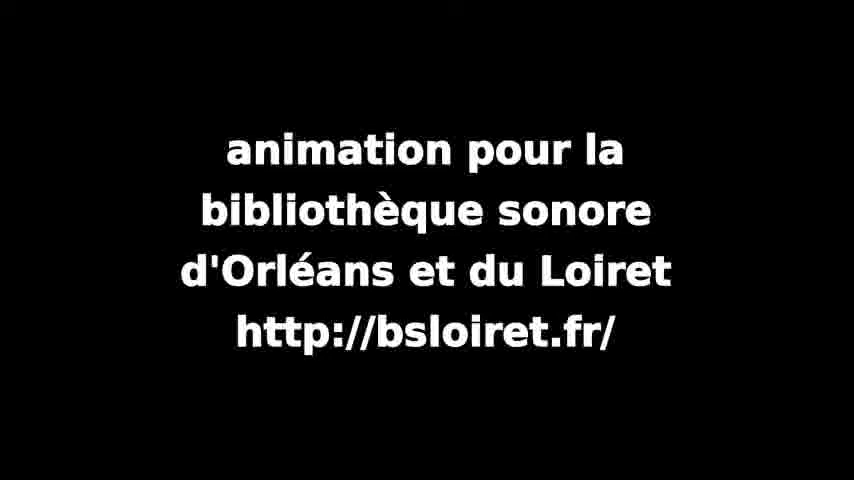 animation pour la
bibliothèque sonore
d'Orléans et du Loiret
http://bsloiret.fr/